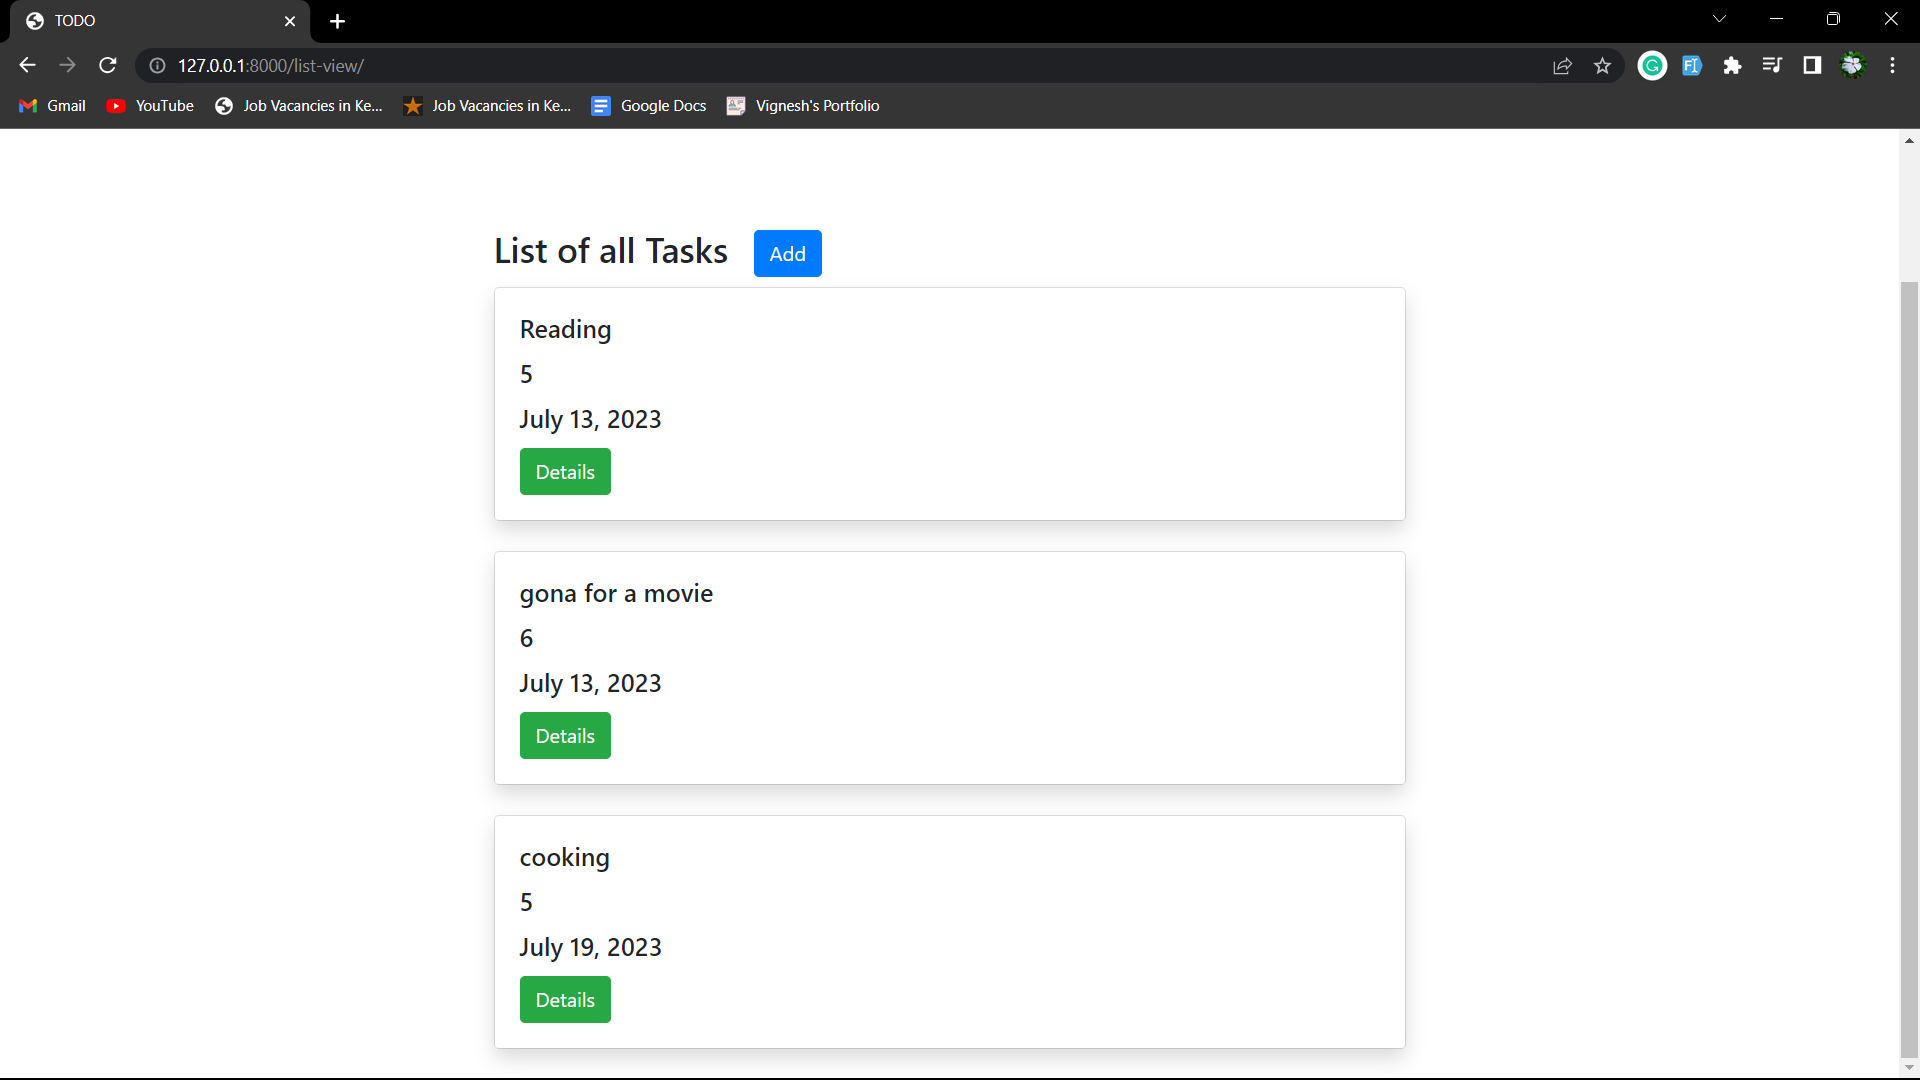 TODO
127.0.0.1:8000/list-view/
Gmail YouTube Job Vacancies in Ke... Job Vacancies in Ke... Google Docs Vignesh's Portfolio
List of all Tasks Add
Reading
5
July 13, 2023
Details
gona for a movie
6
July 13, 2023
Details
cooking
5
July 19, 2023
Details